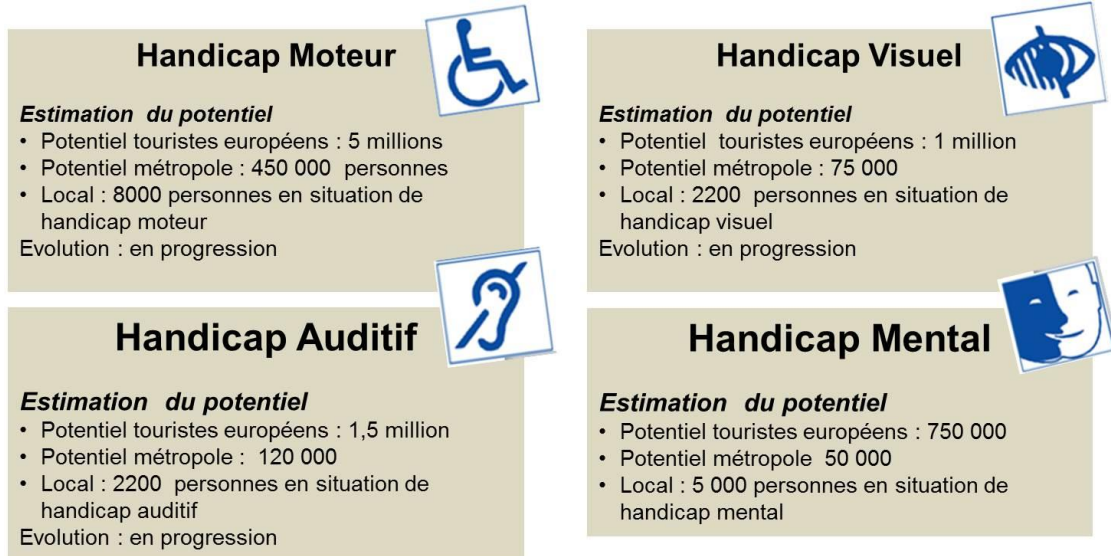 Handicap Moteur
Estimation du potentiel
• Potentiel touristes européens : 5 millions
• Potentiel métropole : 450 000 personnes
• Local : 8000 personnes en situation de
handicap moteur
Evolution : en progression
Handicap Visuel
Estimation du potentiel
• Potentiel touristes européens : 1 million
• Potentiel métropole : 75 000
• Local : 2200 personnes en situation de
handicap visuel
Evolution : en progression
Handicap Auditif
Estimation du potentiel
• Potentiel touristes européens : 1,5 million
• Potentiel métropole : 120 000
• Local : 2200 personnes en situation de
handicap auditif
Evolution : en progression
Handicap Mental
Estimation du potentiel
• Potentiel touristes européens : 750 000
• Potentiel métropole 50 000
• Local : 5 000 personnes en situation de
handicap mental